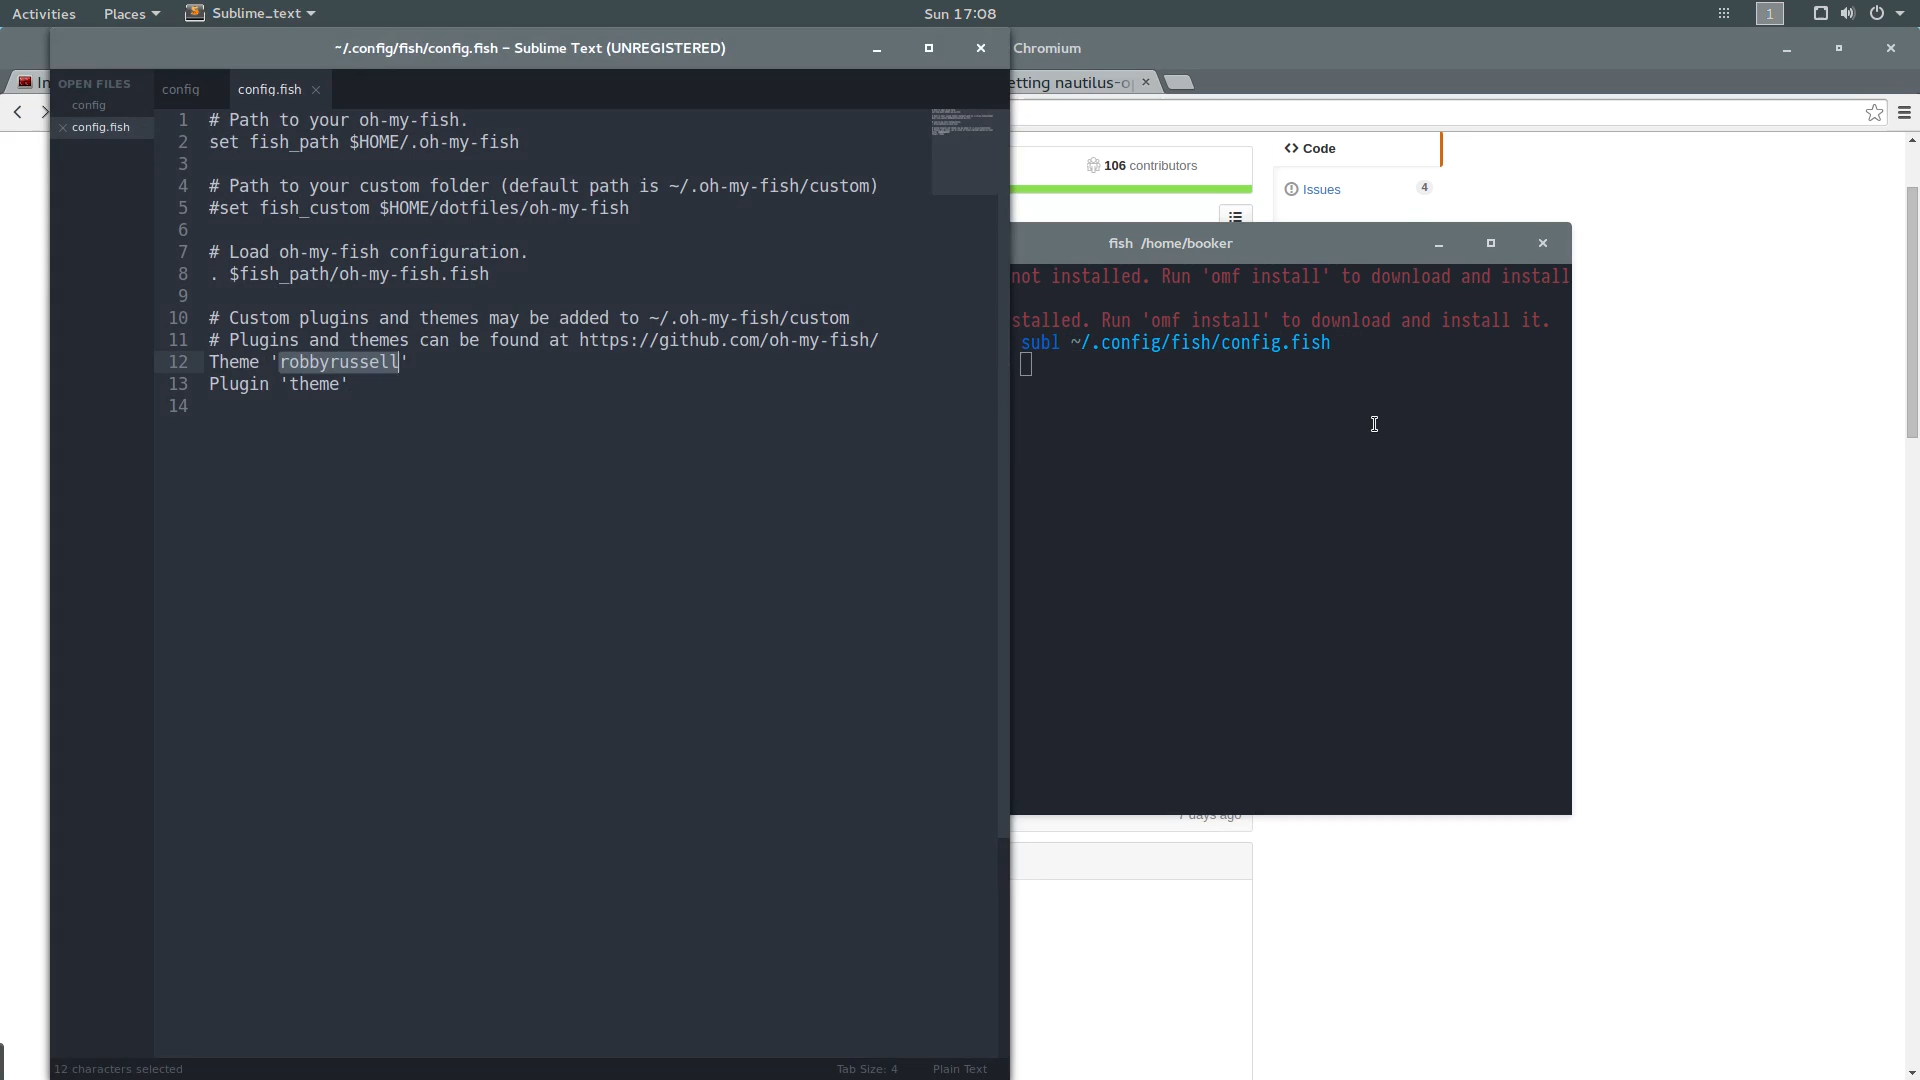 Activities Places Sublime_text Sun 17:08 1
~/.config/fish/config.fish – Sublime Text (UNREGISTERED)
Chromium
OPEN FILES
config
config.fish
config config.fish
In
etting nautilus-o
1 # Path to your oh-my-fish.
2 set fish_path $HOME/.oh-my-fish
3
4 # Path to your custom folder (default path is ~/.oh-my-fish/custom)
5 #set fish_custom $HOME/dotfiles/oh-my-fish
6
7 # Load oh-my-fish configuration.
8 . $fish_path/oh-my-fish.fish
9
10 # Custom plugins and themes may be added to ~/.oh-my-fish/custom
11 # Plugins and themes can be found at https://github.com/oh-my-fish/
12 Theme 'robbyrussell'
13 Plugin 'theme'
14
12 characters selected Tab Size: 4 Plain Text
106 contributors
Code
Issues 4
fish /home/booker
not installed. Run 'omf install' to download and install
stalled. Run 'omf install' to download and install it.
subl ~/.config/fish/config.fish
7 days ago